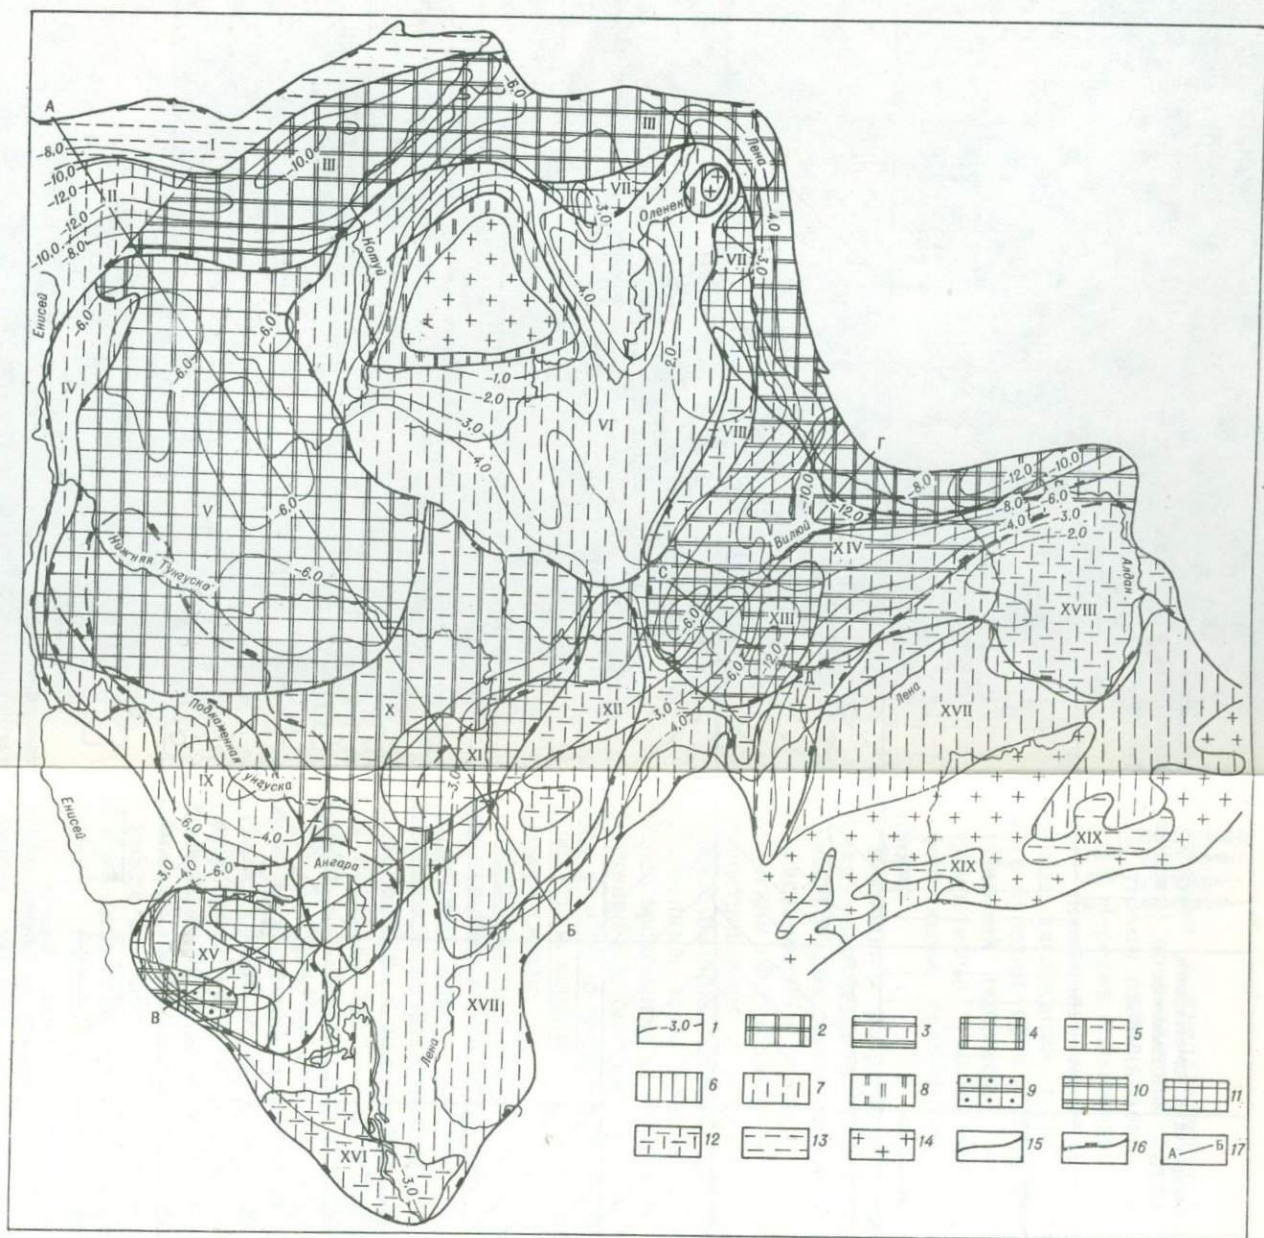 А
-8,0
-10,0
-12,0
-12,0
-10,0
-8,0
I
II
-10,0
III
-6,0
III
Лена
-4,0
-3,0
VII
-3,0
Оленек
VII
Котуй
-4,0
2,0
Енисей
-6,0
-6,0
-6,0
IV
-1,0
-2,0
-3,0
-4,0
VI
VIII
V
-6,0
Нижняя Тунгуска
-6,0
Г
-8,0
-12,0
-10,0
-8,0
-6,0
-4,0
-3,0
-2,0
-10,0
-12,0
Вилюй
XIV
С
-6,0
XIII
6,0
-12,0
Д
XVIII
Алдан
Лена
XVII
X
XII
-3,0
-4,0?
XI
3,0
Подкаменная Тунгуска
IX
6,0
-4,0
Енисей
-3,0
-4,0
-6,0
Ангара
XIX
XIX
XV
В
Б
XVII
Лена
2
XVI
-3,0
-3,0 1
2
3
4
5
6
7
8
9
10
11
12
13
14
15
16
А Б 17